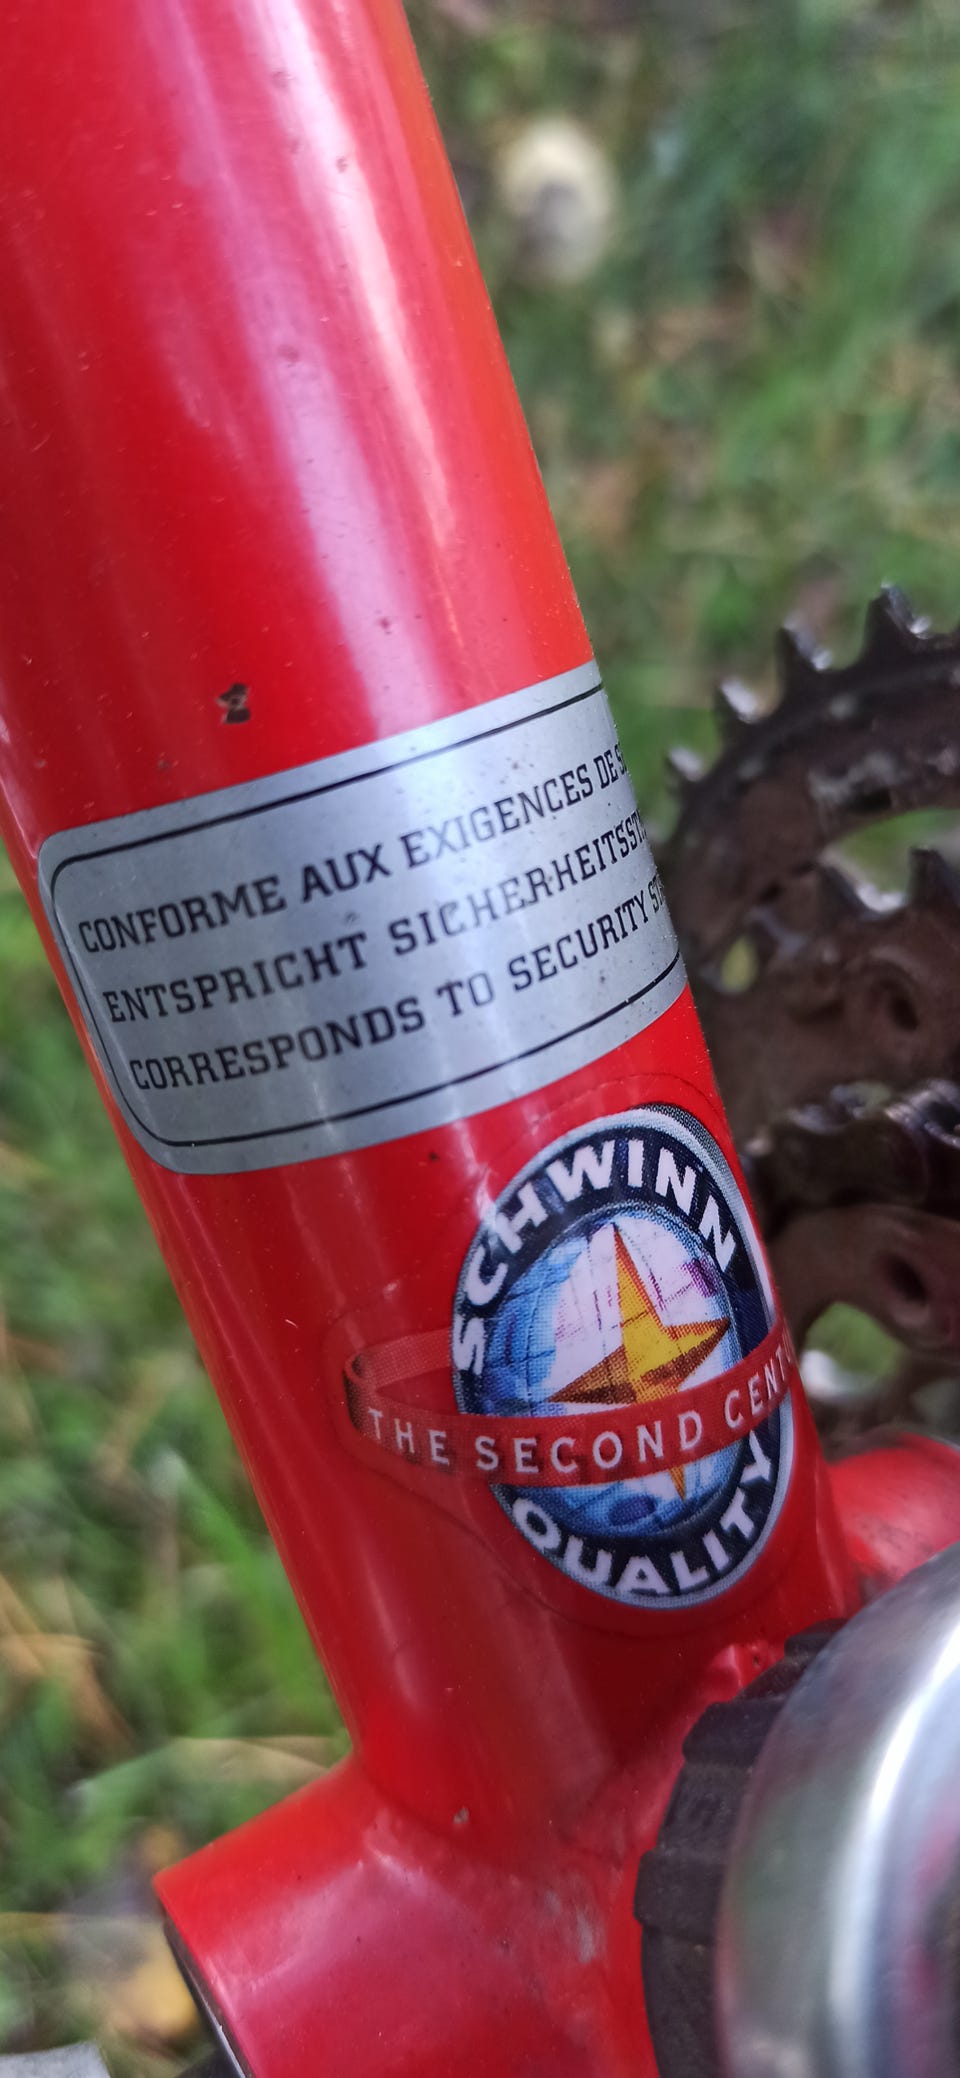 CONFORME AUX EXIGENCES DE
ENTSPRICHT
CORRESPONDS TO SECURITY
SCHWINN
THE SECOND
QUALITY